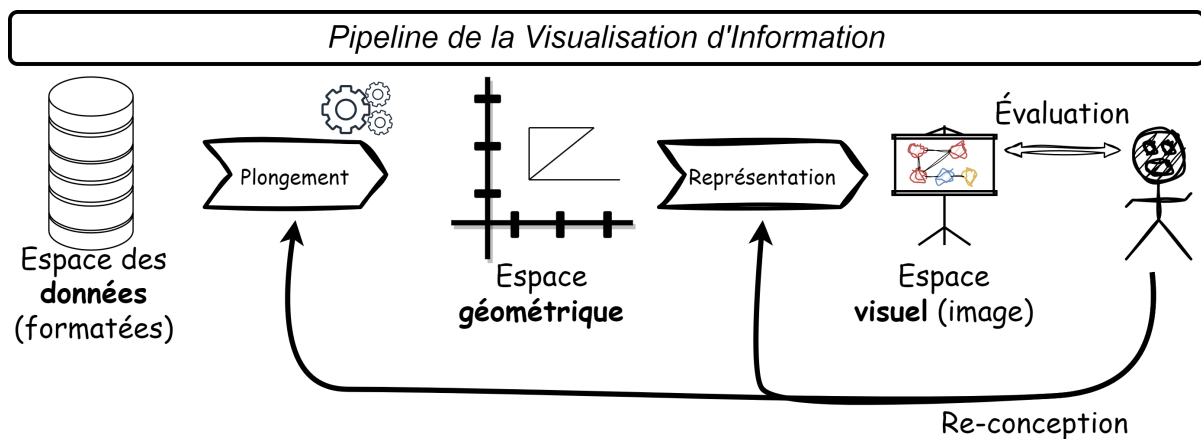 Pipeline de la Visualisation d'Information
Évaluation
Plongement
Représentation
Espace des
données
(formatées)
Espace
géométrique
Espace
visuel (image)
Re-conception